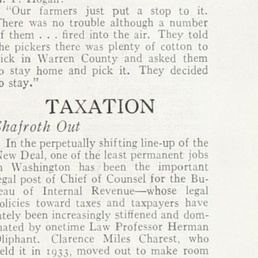 "Our farmers just put a stop to it.
There was no trouble although a number
of them . . . fired into the air. They told
the pickers there was plenty of cotton to
pick in Warren County and asked them
to stay home and pick it. They decided
to stay."
TAXATION
Shafroth Out
In the perpetually shifting line-up of the
New Deal, one of the least permanent jobs
in Washington has been the important
legal post of Chief of Counsel for the Bu-
reau of Internal Revenue—whose legal
policies toward taxes and taxpayers have
lately been increasingly stiffened and dom-
inated by onetime Law Professor Herman
Oliphant. Clarence Miles Charest, who
held it in 1933, moved out to make room